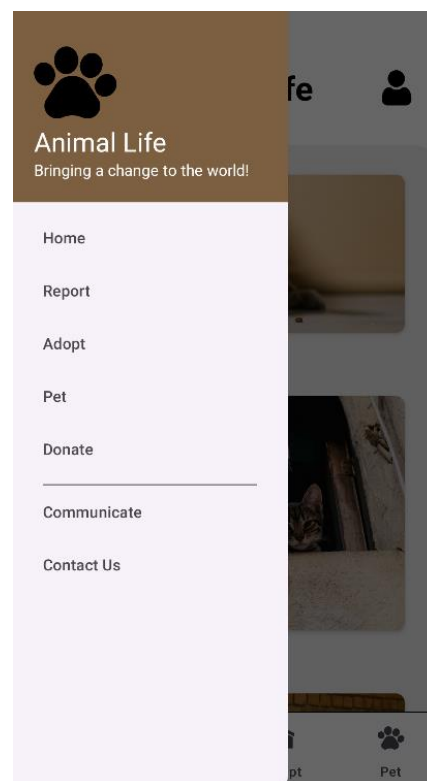 Animal Life
Bringing a change to the world!
fe
Home
Report
Adopt
Pet
Donate
Communicate
Contact Us
pt
Pet